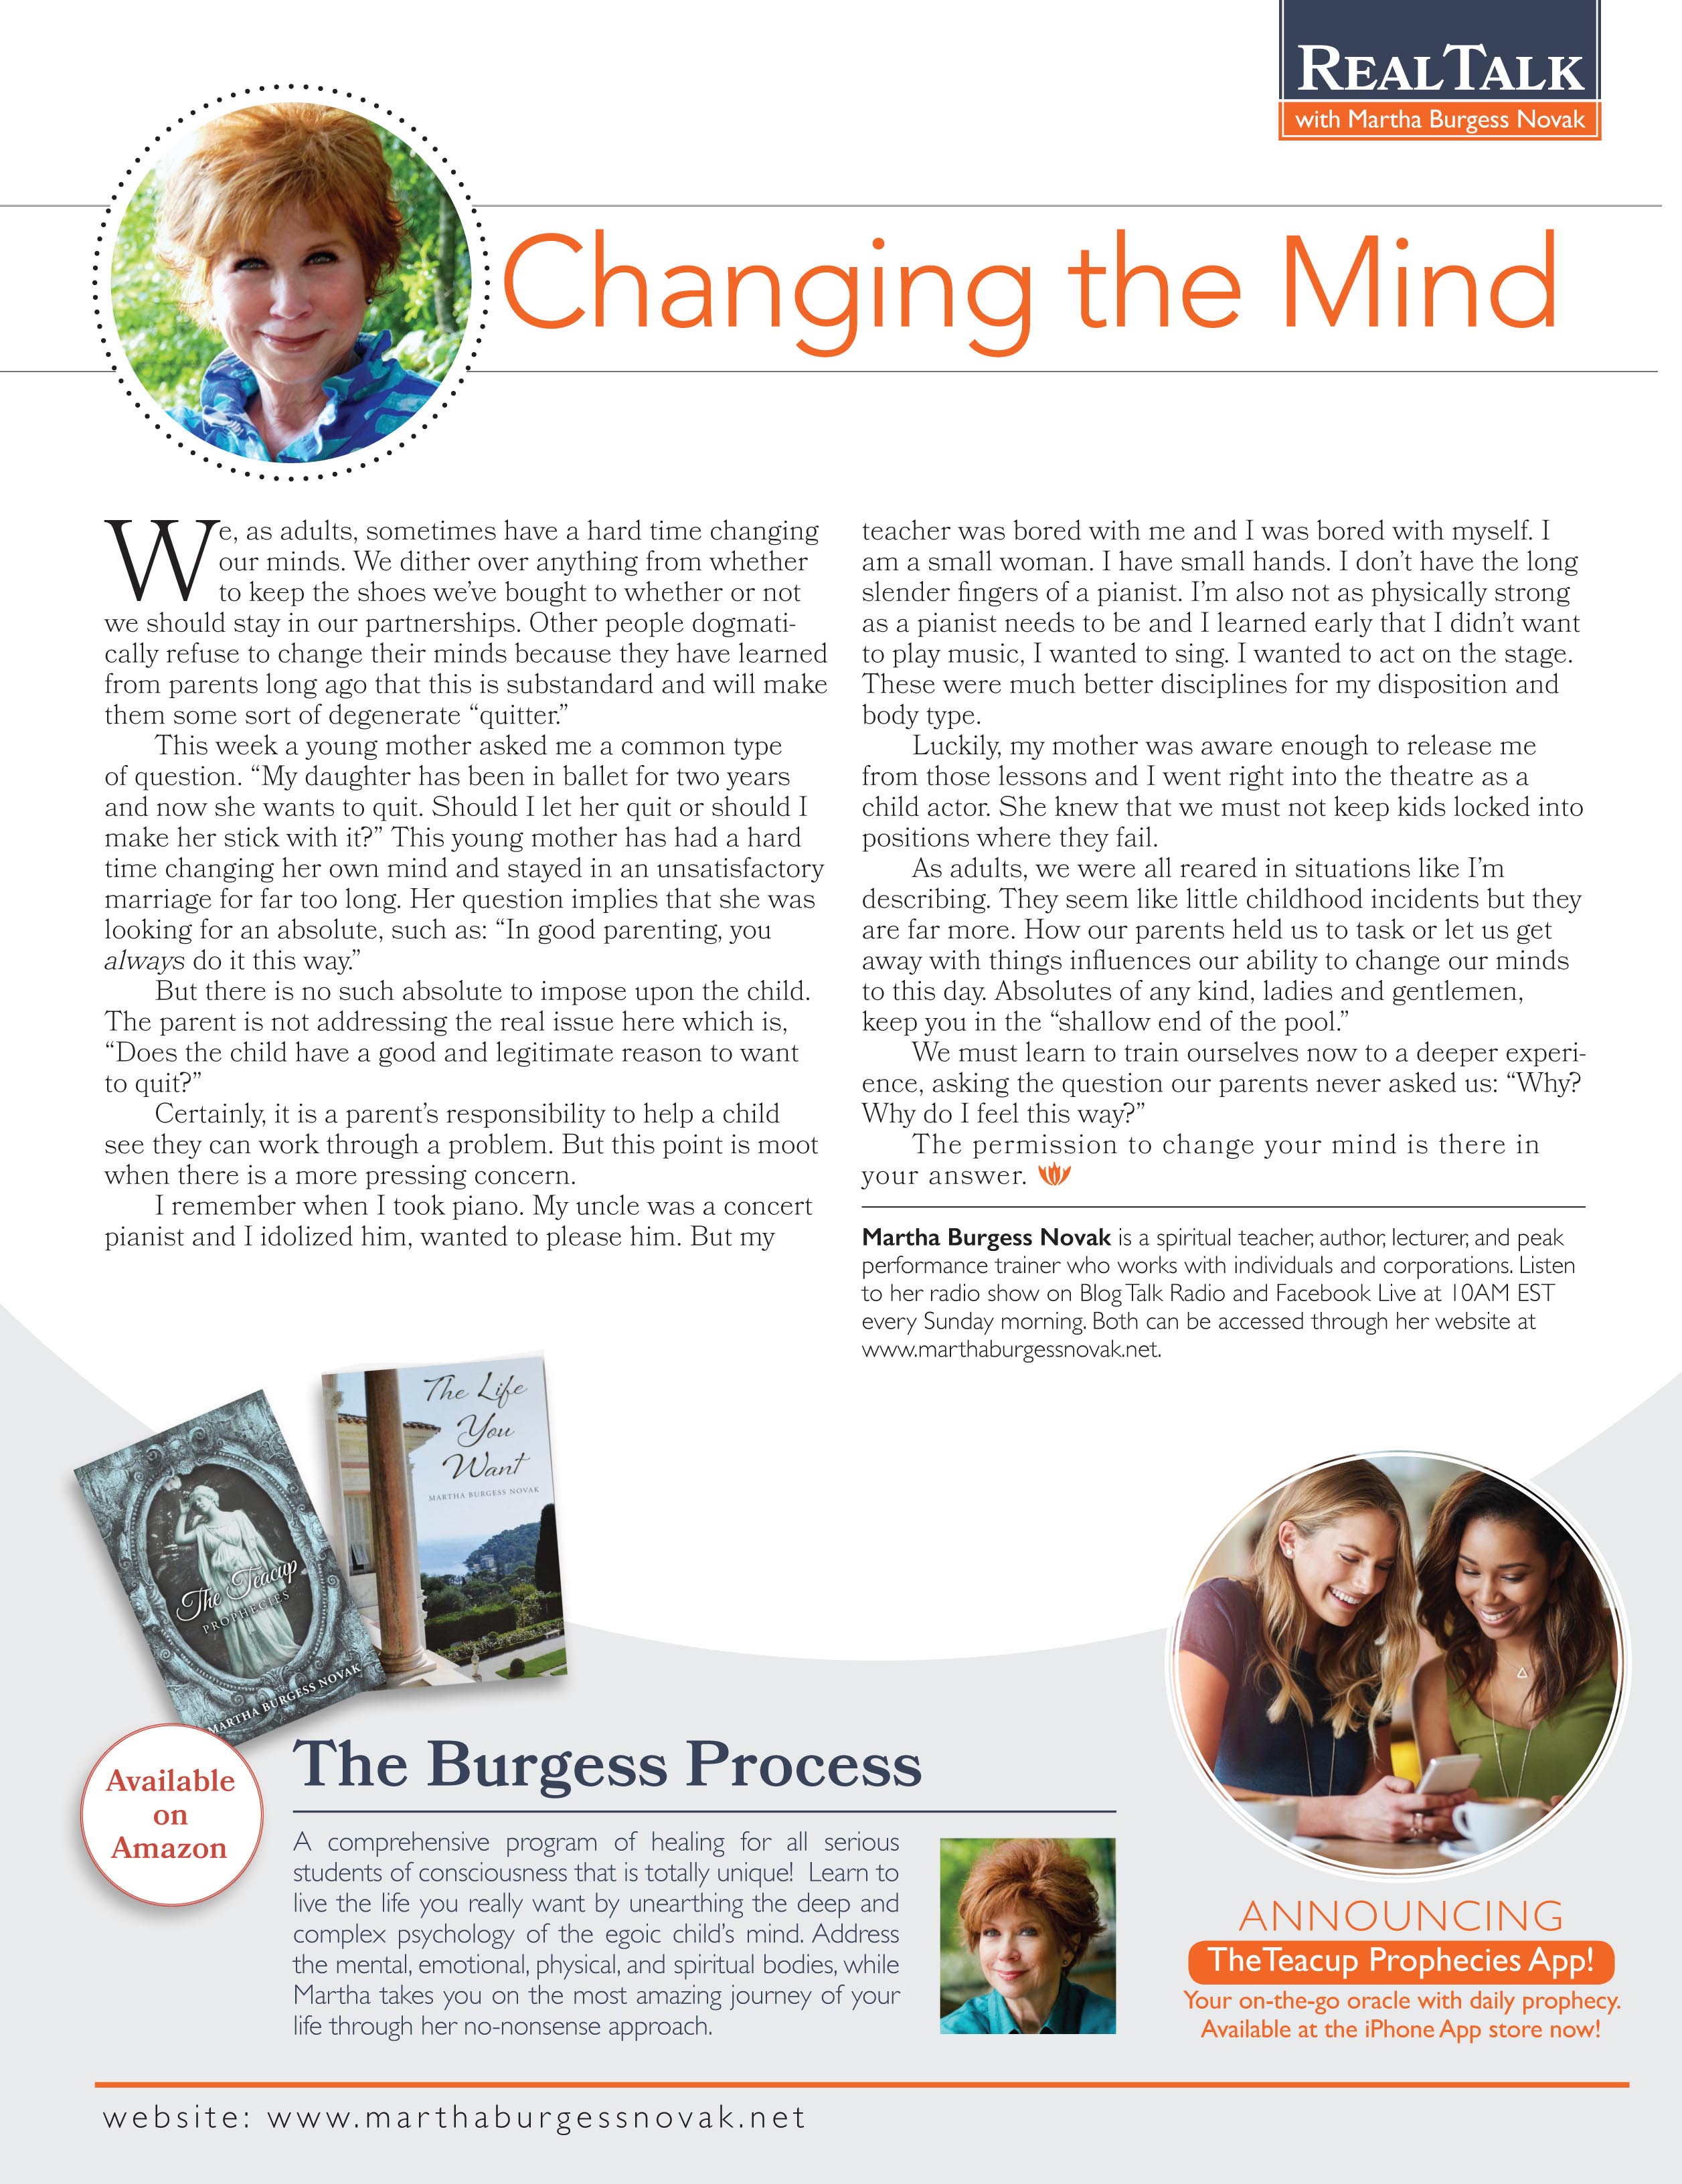 REAL TALK
with Martha Burgess Novak
Changing the Mind
We, as adults, sometimes have a hard time changing
our minds. We dither over anything from whether
to keep the shoes we've bought to whether or not
we should stay in our partnerships. Other people dogmati-
cally refuse to change their minds because they have learned
from parents long ago that this is substandard and will make
them some sort of degenerate “quitter.”
This week a young mother asked me a common type
of question. “My daughter has been in ballet for two years
and now she wants to quit. Should I let her quit or should I
make her stick with it?” This young mother has had a hard
time changing her own mind and stayed in an unsatisfactory
marriage for far too long. Her question implies that she was
looking for an absolute, such as: “In good parenting, you
always do it this way.”
But there is no such absolute to impose upon the child.
The parent is not addressing the real issue here which is,
“Does the child have a good and legitimate reason to want
to quit?”
Certainly, it is a parent's responsibility to help a child
see they can work through a problem. But this point is moot
when there is a more pressing concern.
I remember when I took piano. My uncle was a concert
pianist and I idolized him, wanted to please him. But my
teacher was bored with me and I was bored with myself. I
am a small woman. I have small hands. I don't have the long
slender fingers of a pianist. I'm also not as physically strong
as a pianist needs to be and I learned early that I didn't want
to play music, I wanted to sing. I wanted to act on the stage.
These were much better disciplines for my disposition and
body type.
Luckily, my mother was aware enough to release me
from those lessons and I went right into the theatre as a
child actor. She knew that we must not keep kids locked into
positions where they fail.
As adults, we were all reared in situations like I'm
describing. They seem like little childhood incidents but they
are far more. How our parents held us to task or let us get
away with things influences our ability to change our minds
to this day. Absolutes of any kind, ladies and gentlemen,
keep you in the “shallow end of the pool.”
We must learn to train ourselves now to a deeper experi-
ence, asking the question our parents never asked us: “Why?
Why do I feel this way?”
The permission to change your mind is there in
your answer.
Martha Burgess Novak is a spiritual teacher, author, lecturer, and peak
performance trainer who works with individuals and corporations. Listen
to her radio show on Blog Talk Radio and Facebook Live at 10AM EST
every Sunday morning. Both can be accessed through her website at
www.marthaburgessnovak.net.
The Life
You
Want
MARTHA BURGESS NOVAK
The Teacup
PROPHECIES
MARTHA BURGESS NOVAK
Available
on
Amazon
The Burgess Process
A comprehensive program of healing for all serious
students of consciousness that is totally unique! Learn to
live the life you really want by unearthing the deep and
complex psychology of the egoic child's mind. Address
the mental, emotional, physical, and spiritual bodies, while
Martha takes you on the most amazing journey of your
life through her no-nonsense approach.
ANNOUNCING
The Teacup Prophecies App!
Your on-the-go oracle with daily prophecy.
Available at the iPhone App store now!
website: www.marthaburgessnovak.net